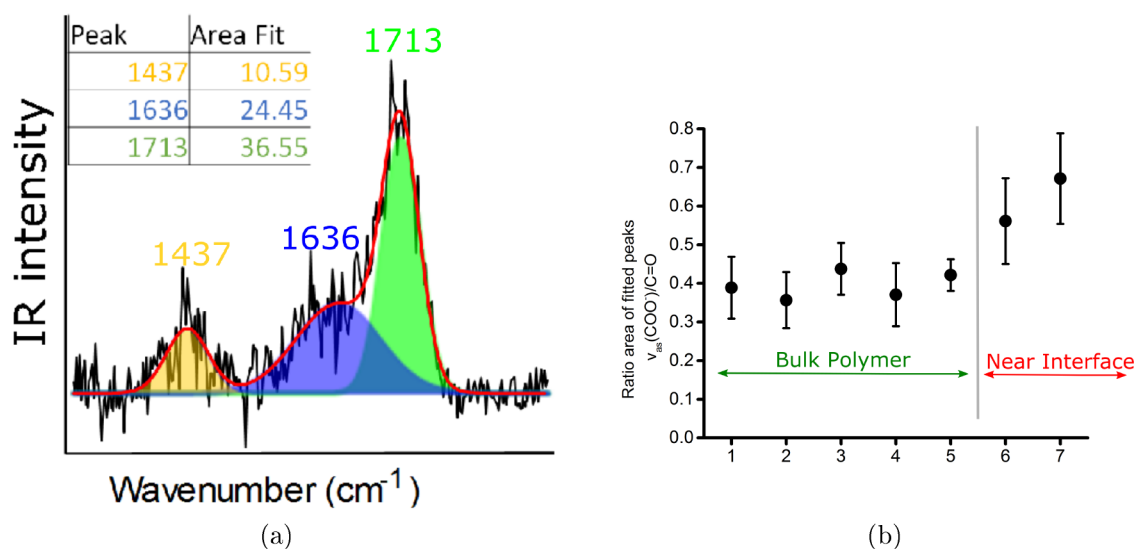 Peak Area Fit
1437 10.59
1636 24.45
1713 36.55
1713
1636
1437
IR intensity
Wavenumber (cm-1)
(a)
Ratio area of fitted peaks
νas(COO-)/C=O
0.8
0.7
0.6
0.5
0.4
0.3
0.2
0.1
0.0
Bulk Polymer
Near Interface
1 2 3 4 5 6 7
(b)